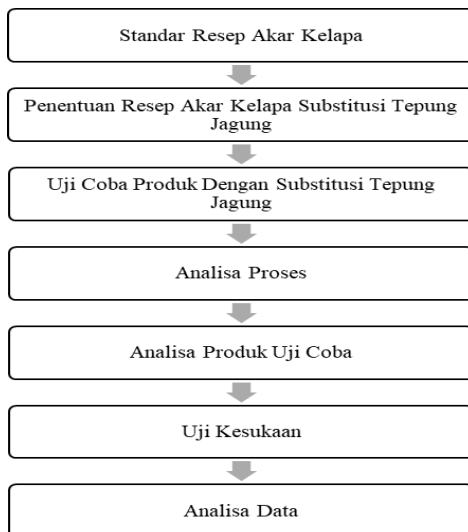 Standar Resep Akar Kelapa
Penentuan Resep Akar Kelapa Substitusi Tepung
Jagung
Uji Coba Produk Dengan Substitusi Tepung
Jagung
Analisa Proses
Analisa Produk Uji Coba
Uji Kesukaan
Analisa Data